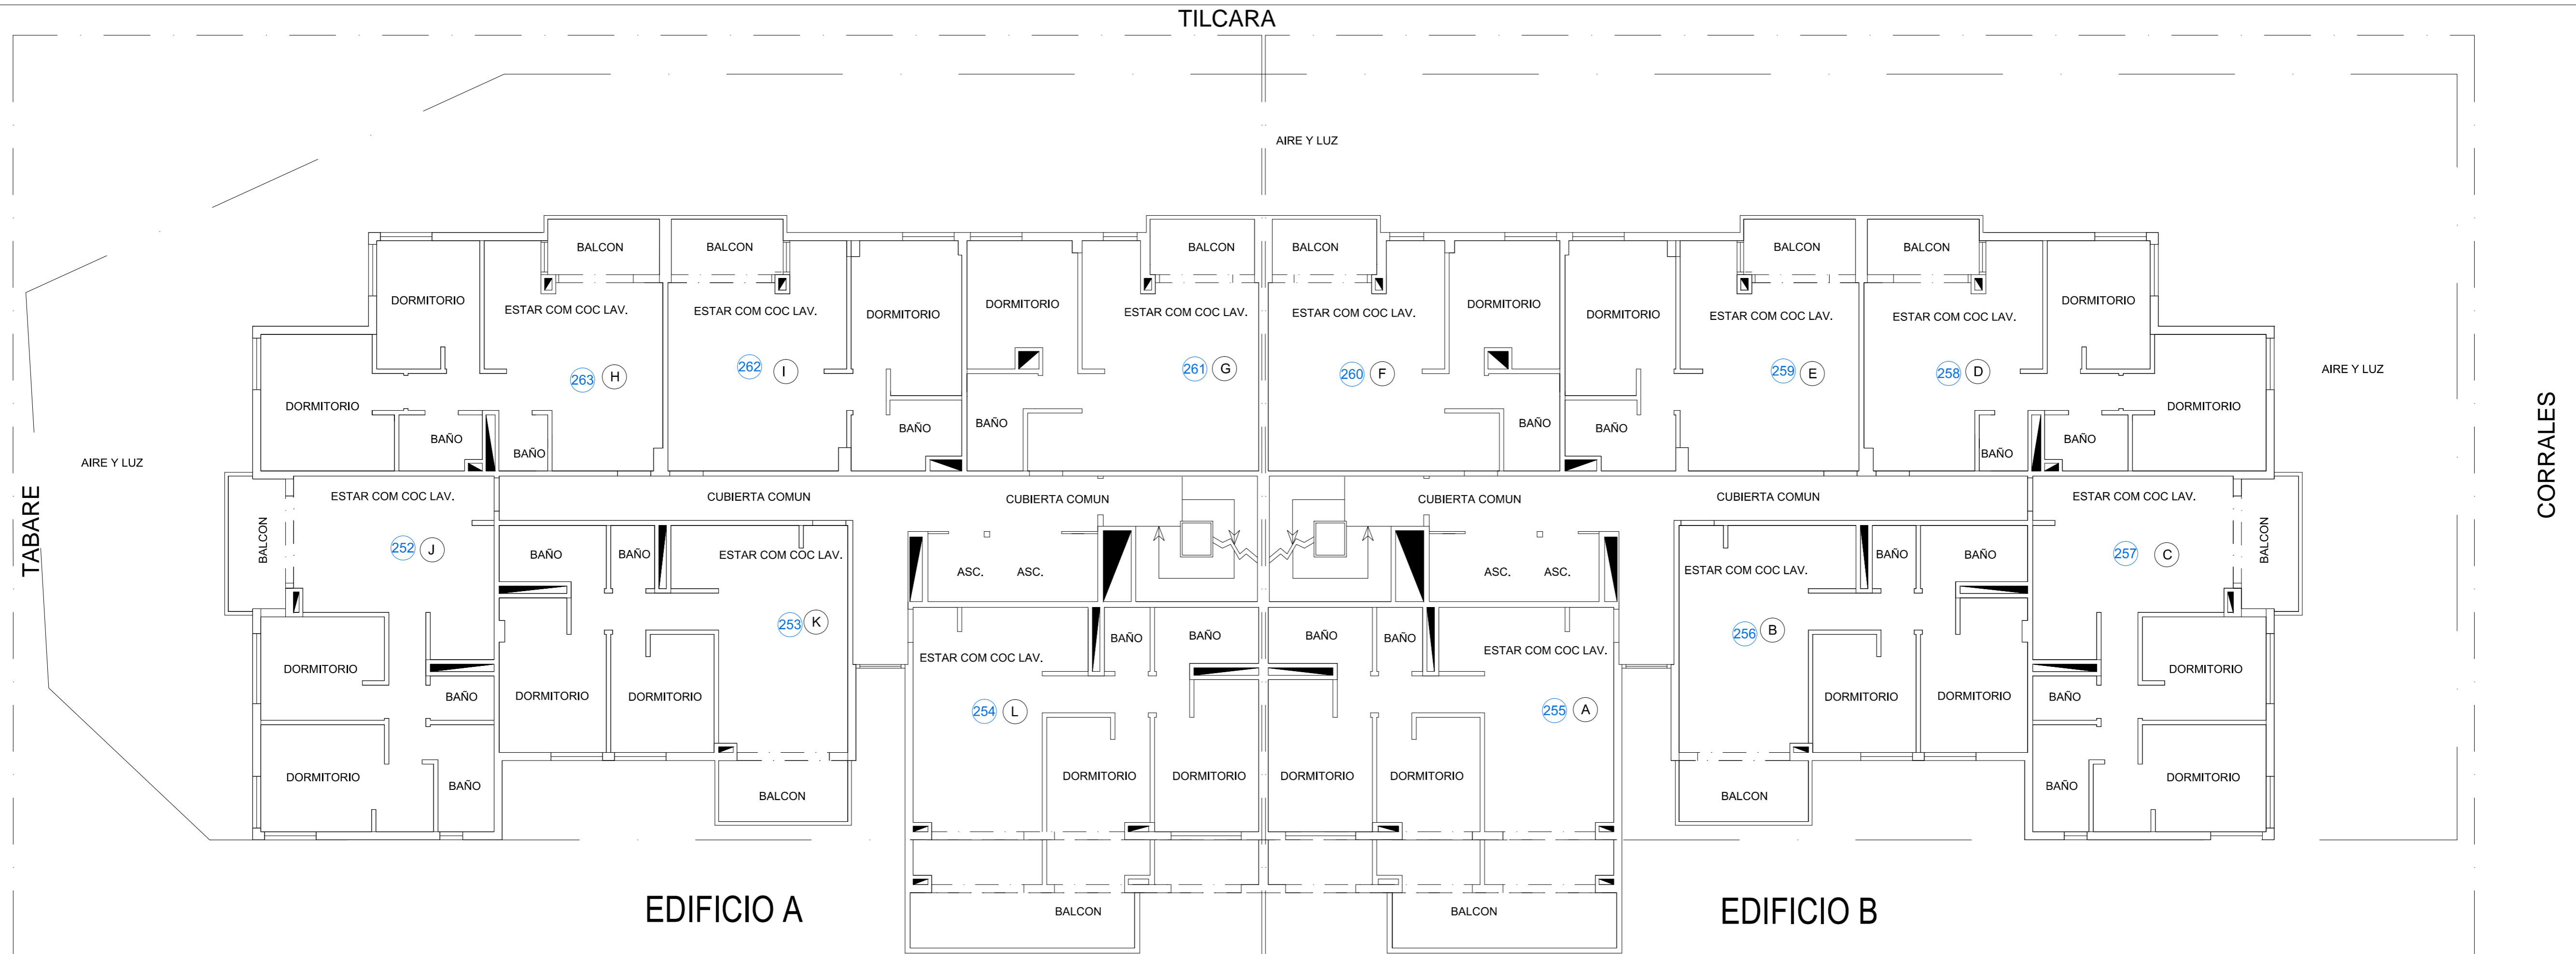 TILCARA
AIRE Y LUZ
BALCON
BALCON
BALCON
BALCON
BALCON
BALCON
DORMITORIO
ESTAR COM COC LAV.
ESTAR COM COC LAV.
DORMITORIO
DORMITORIO
ESTAR COM COC LAV.
ESTAR COM COC LAV.
DORMITORIO
DORMITORIO
ESTAR COM COC LAV.
ESTAR COM COC LAV.
DORMITORIO
263 H
262 I
261 G
260 F
259 E
258 D
AIRE Y LUZ
DORMITORIO
BAÑO
BAÑO
BAÑO
BAÑO
BAÑO
BAÑO
BAÑO
BAÑO
DORMITORIO
AIRE Y LUZ
TABARE
CORRALES
ESTAR COM COC LAV.
CUBIERTA COMUN
CUBIERTA COMUN
CUBIERTA COMUN
CUBIERTA COMUN
ESTAR COM COC LAV.
BALCON
252 J
BAÑO
BAÑO
ESTAR COM COC LAV.
ASC.
ASC.
ASC.
ASC.
ESTAR COM COC LAV.
BAÑO
BAÑO
257 C
BALCON
253 K
256 B
ESTAR COM COC LAV.
BAÑO
BAÑO
BAÑO
BAÑO
ESTAR COM COC LAV.
DORMITORIO
BAÑO
DORMITORIO
DORMITORIO
254 L
255 A
DORMITORIO
DORMITORIO
BAÑO
DORMITORIO
DORMITORIO
BAÑO
BALCON
DORMITORIO
DORMITORIO
DORMITORIO
DORMITORIO
BALCON
BAÑO
DORMITORIO
EDIFICIO A
BALCON
BALCON
EDIFICIO B